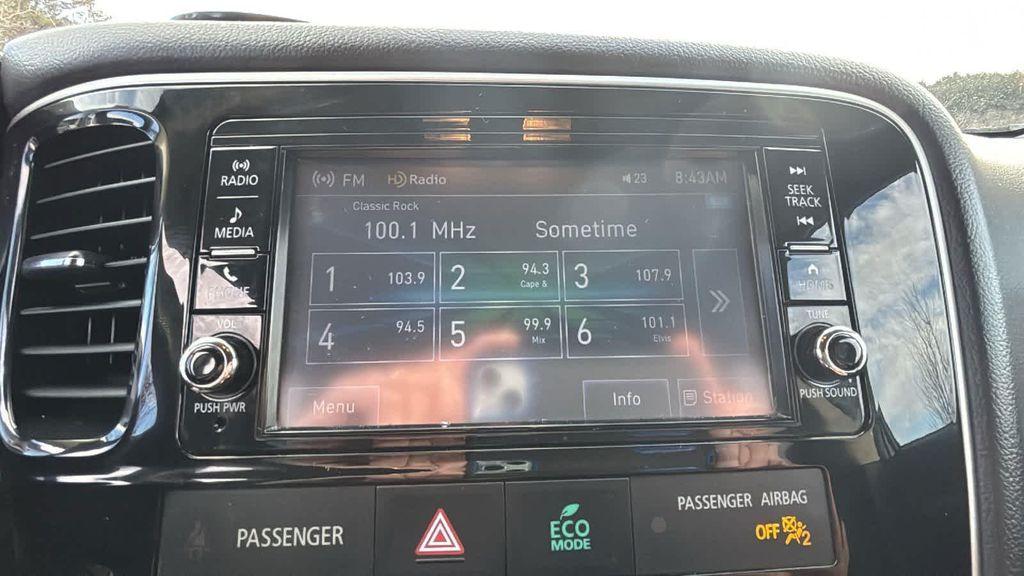 RADIO
MEDIA
PHONE
VOL
PUSH PWR
FM HD Radio 23 8:43AM
Classic Rock
100.1 MHz Sometime
1 103.9 2 94.3 3 107.9
Cape &
4 94.5 5 99.9 6 101.1
Mix Elvis
Menu Info Station
SEEK
TRACK
HOME
TUNE
PUSH SOUND
PASSENGER
ECO
MODE
PASSENGER AIRBAG
OFF 2